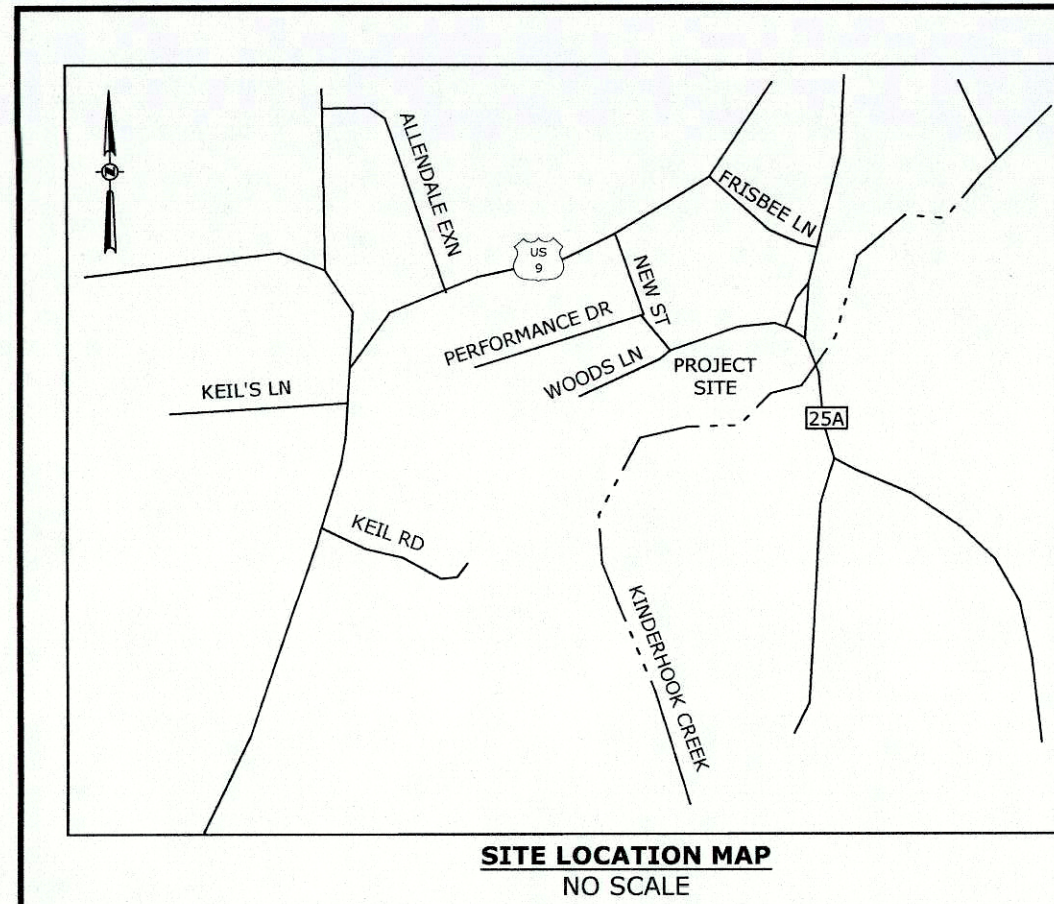 ALLENDALE EXN
FRISBEE LN
US
9
NEW ST
N
PERFORMANCE DR
WOODS LN
PROJECT
SITE
KEIL'S LN
25A
KEIL RD
KINDERHOOK CREEK
SITE LOCATION MAP
NO SCALE